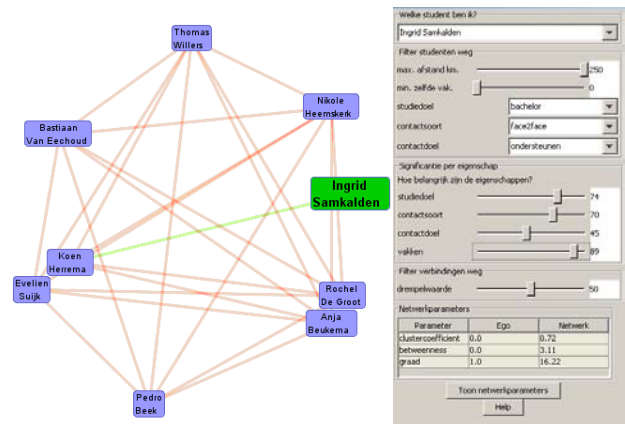 Thomas
Willers
Nikole
Heemskerk
Bastiaan
Van Eechoud
Ingrid
Samkalden
Koen
Herrema
Evelien
Suijk
Rochel
De Groot
Anja
Beukema
Pedro
Beek
Welke student ben ik?
Ingrid Samkalden
Filter studenten weg
max. afstand km. 250
min. zelfde vak. 0
studiedoel bachelor
contactsoort face2face
contactdoel ondersteunen
Significantie per eigenschap
Hoe belangrijk zijn de eigenschappen?
studiedoel 74
contactsoort 70
contactdoel 45
vakken 89
Filter verbindingen weg
drempelwaarde 50
Netwerkparameters
Parameter Ego Netwerk
clustercoefficient 0.0 0.72
betweenness 0.0 3.11
graad 1.0 16.22
Toon netwerkparameters
Help